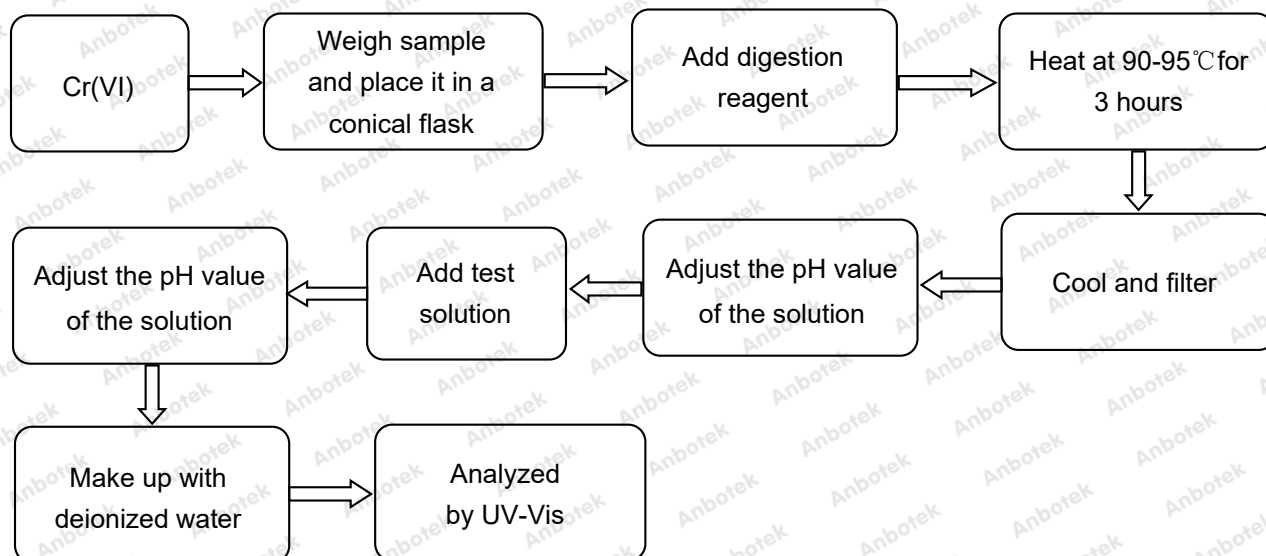 Cr(VI)
Weigh sample
and place it in a
conical flask
Add digestion
reagent
Heat at 90-95℃for
3 hours
Cool and filter
Adjust the pH value
of the solution
Add test
solution
Adjust the pH value
of the solution
Make up with
deionized water
Analyzed
by UV-Vis
Anbotek